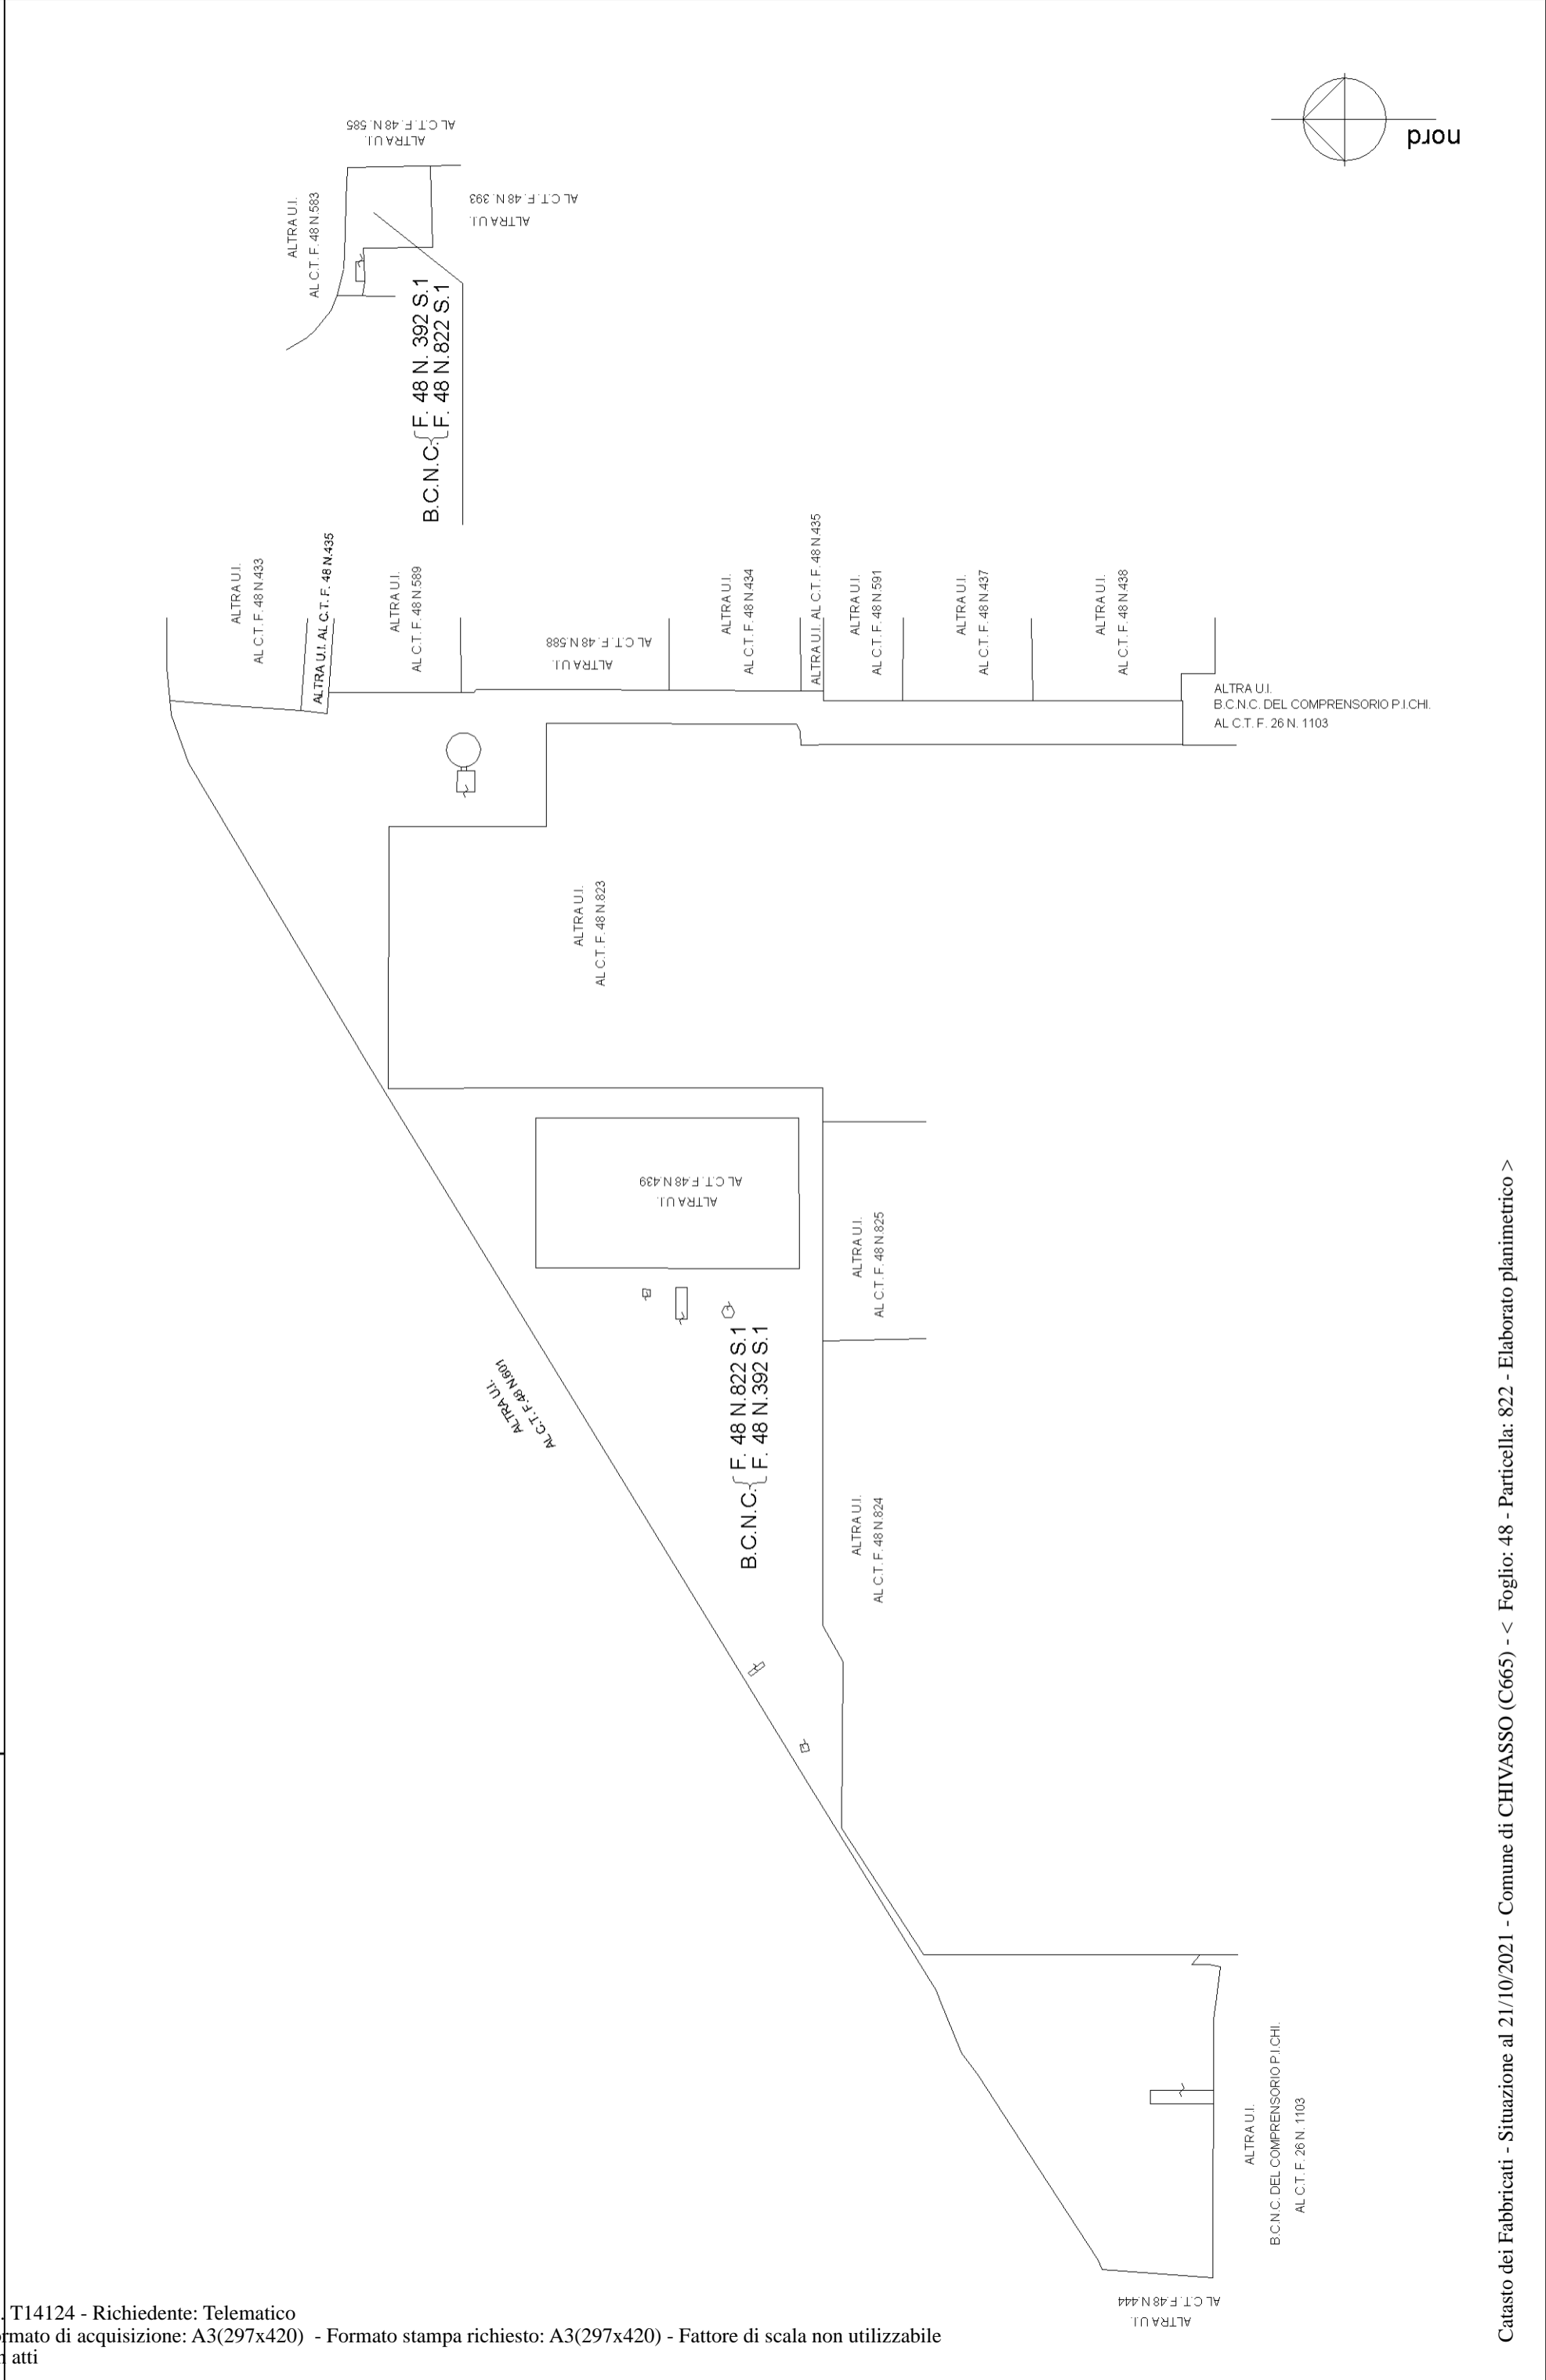 ALTRA U.I.
AL C.T. F. 48 N. 585
nord
ALTRA U.I.
AL C.T. F. 48 N.583
ALTRA U.I.
AL C.T. F. 48 N. 393
B.C.N.C.
F. 48 N. 392 S.1
F. 48 N.822 S.1
ALTRA U.I.
AL C.T. F. 48 N.433
ALTRA U.I. AL C.T. F. 48 N.435
ALTRA U.I.
AL C.T. F. 48 N.589
ALTRA U.I.
AL C.T. F. 48 N.588
ALTRA U.I.
AL C.T. F. 48 N.434
ALTRA U.I. AL C.T. F. 48 N.435
ALTRA U.I.
AL C.T. F. 48 N.591
ALTRA U.I.
AL C.T. F. 48 N.437
ALTRA U.I.
AL C.T. F. 48 N.438
ALTRA U.I.
B.C.N.C. DEL COMPRENSORIO P.I.CHI.
AL C.T. F. 26 N. 1103
ALTRA U.I.
AL C.T. F. 48 N.823
ALTRA U.I.
AL C.T. F.48 N.439
ALTRA U.I.
AL C.T. F. 48 N.825
ALTRA U.I.
AL C.T. F.48 N.601
B.C.N.C.
F. 48 N.822 S.1
F. 48 N.392 S.1
ALTRA U.I.
AL C.T. F. 48 N.824
ALTRA U.I.
B.C.N.C. DEL COMPRENSORIO P.I.CHI.
AL C.T. F. 26 N. 1103
ALTRA U.I.
AL C.T. F.48 N.444
Catasto dei Fabbricati - Situazione al 21/10/2021 - Comune di CHIVASSO (C665) - < Foglio: 48 - Particella: 822 - Elaborato planimetrico >
. T14124 - Richiedente: Telematico
rmato di acquisizione: A3(297x420) - Formato stampa richiesto: A3(297x420) - Fattore di scala non utilizzabile
atti